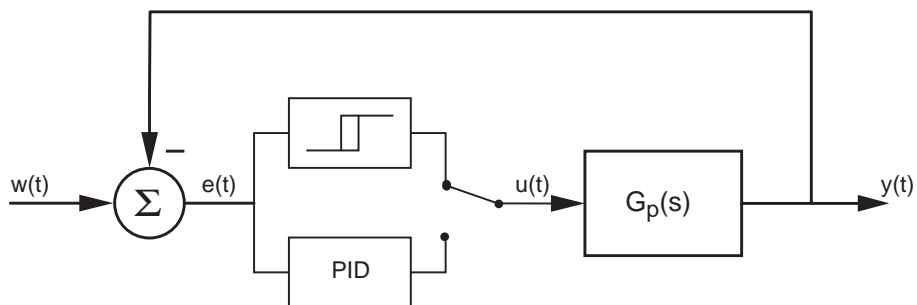 −
w(t)
Σ
e(t)
u(t)
Gp(s)
y(t)
PID